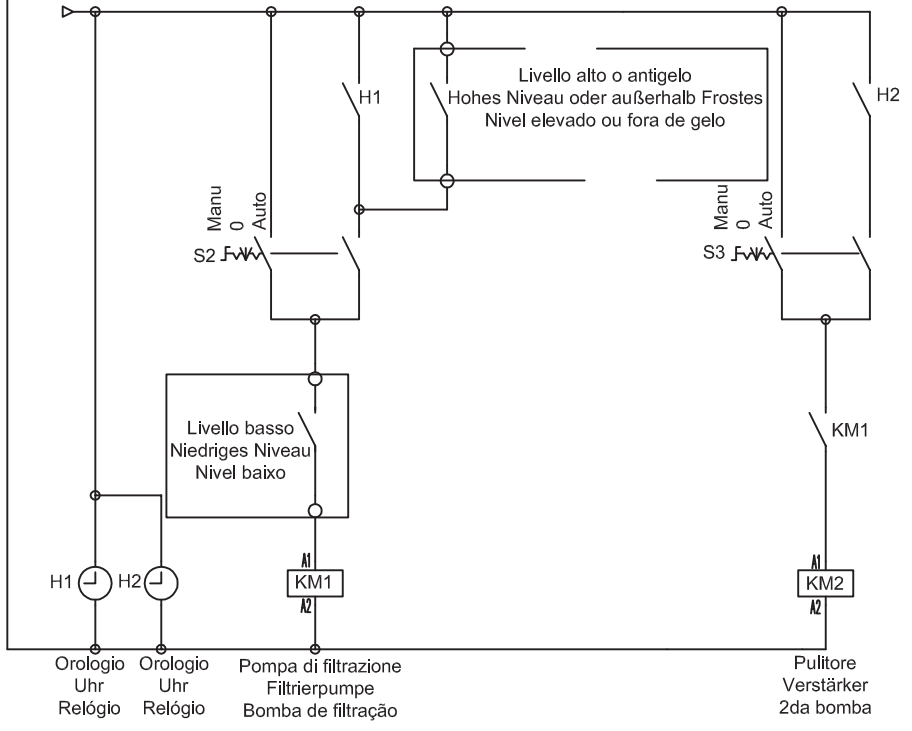 H1
Livello alto o antigelo
Hohes Niveau oder außerhalb Frostes
Nivel elevado ou fora de gelo
H2
Manu
0
Auto
S2
Manu
0
Auto
S3
Livello basso
Niedriges Niveau
Nivel baixo
KM1
H1
H2
A1
KM1
A2
A1
KM2
A2
Orologio
Uhr
Relógio
Orologio
Uhr
Relógio
Pompa di filtrazione
Filtrierpumpe
Bomba de filtração
Pulitore
Verstärker
2da bomba